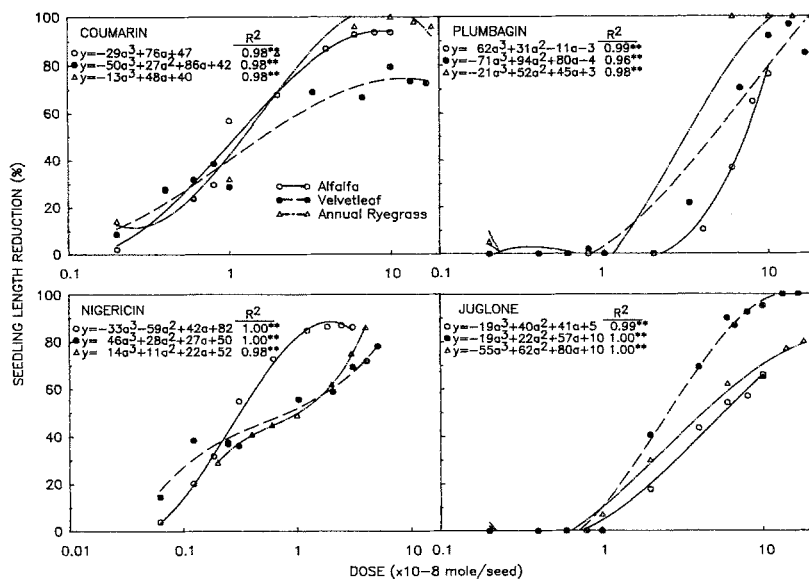 COUMARIN R²
y=−29a³+76a+47 0.98**
y=−50a³+27a²+86a+42 0.98**
y=−13a³+48a+40 0.98**
Alfalfa
Velvetleaf
Annual Ryegrass
100
80
60
40
20
0
0.1 1 10
PLUMBAGIN R²
y= 62a³+31a²−11a−3 0.99**
y=−71a³+94a²+80a−4 0.96**
y=−21a³+52a²+45a+3 0.98**
0.1 1 10
SEEDLING LENGTH REDUCTION (%)
NIGERICIN R²
y=−33a³−59a²+42a+82 1.00**
y= 46a³+28a²+27a+50 1.00**
y= 14a³+11a²+22a+52 0.98**
100
80
60
40
20
0
0.01 0.1 1 10
JUGLONE R²
y=−19a³+40a²+41a+5 0.99**
y=−19a³+22a²+57a+10 1.00**
y=−55a³+62a²+80a+10 1.00**
0.1 1 10
DOSE (x10−8 mole/seed)